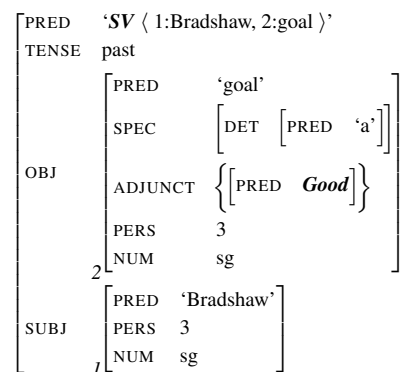 PRED ‘SV ⟨ 1:Bradshaw, 2:goal ⟩’
TENSE past
PRED ‘goal’
SPEC [DET [PRED ‘a’]]
OBJ ADJUNCT {[PRED Good]}
PERS 3
2 NUM sg
PRED ‘Bradshaw’
SUBJ PERS 3
1 NUM sg